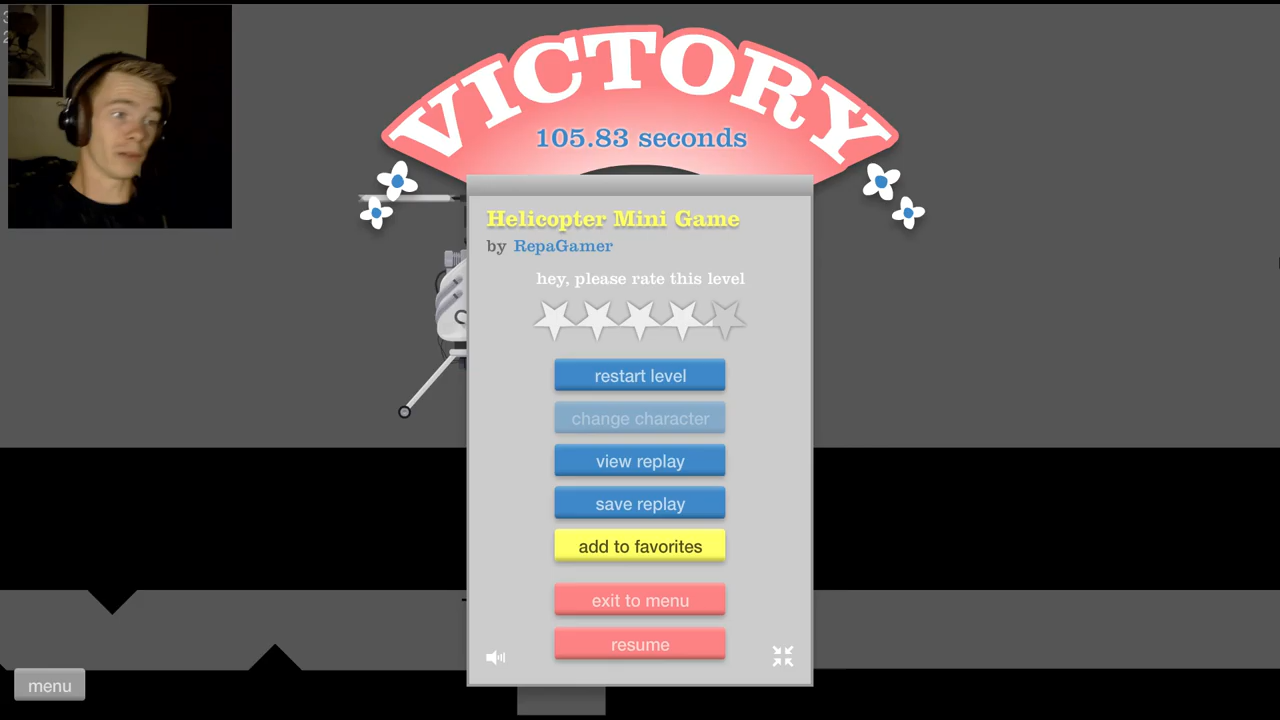 VICTORY
105.83 seconds
Helicopter Mini Game
by RepaGamer
hey, please rate this level
restart level
change character
view replay
save replay
add to favorites
exit to menu
resume
menu